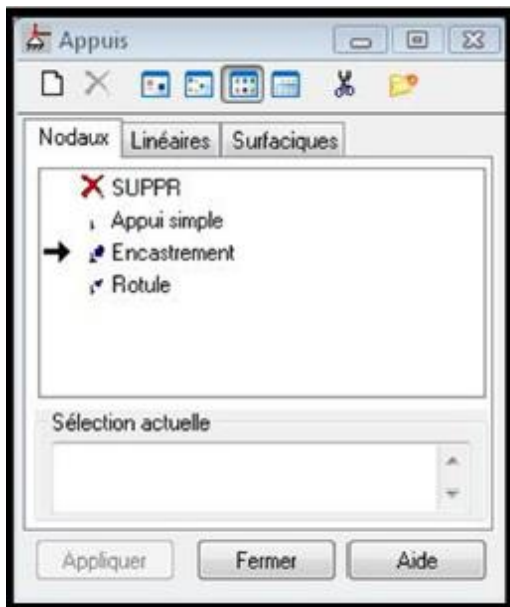 Appuis
Nodaux Linéaires Surfaciques
SUPPR
Appui simple
Encastrement
Rotule
Sélection actuelle
Appliquer Fermer Aide